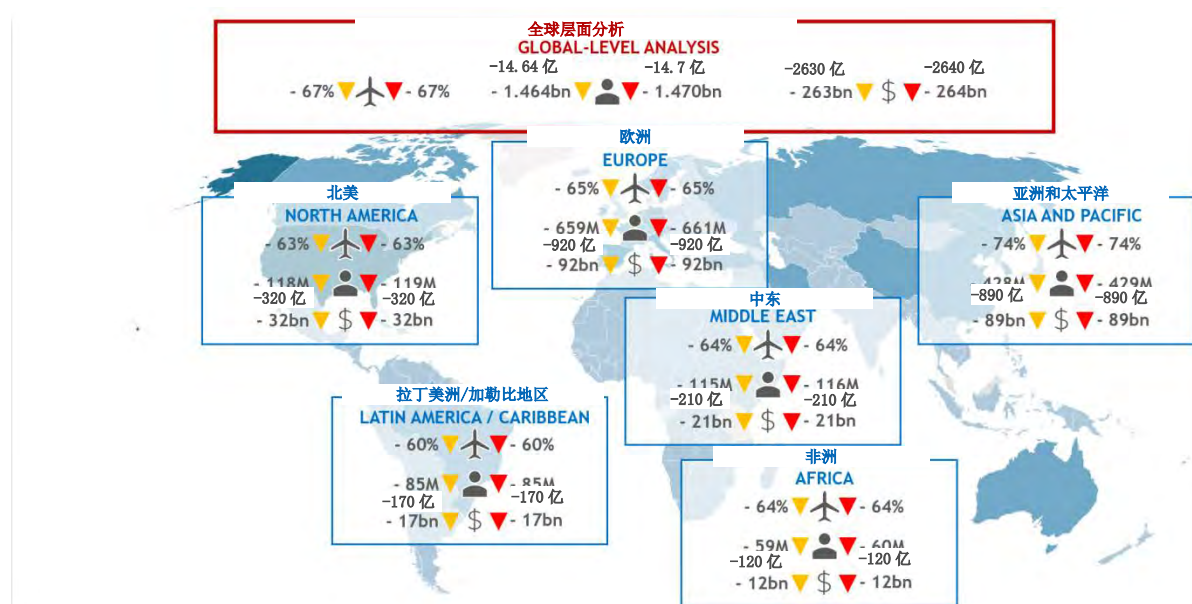 全球层面分析
GLOBAL-LEVEL ANALYSIS
-14.64 亿 -14.7 亿 -2630 亿 -2640 亿
- 67% - 67% - 1.464bn - 1.470bn - 263bn $ - 264bn
欧洲
EUROPE
- 65% - 65%
- 659M - 661M
-920 亿 -920 亿
- 92bn $ - 92bn
北美
NORTH AMERICA
- 63% - 63%
- 118M - 119M
-320 亿 -320 亿
- 32bn $ - 32bn
亚洲和太平洋
ASIA AND PACIFIC
- 74% - 74%
- 428M - 429M
-890 亿 -890 亿
- 89bn $ - 89bn
中东
MIDDLE EAST
- 64% - 64%
- 115M - 116M
-210 亿 -210 亿
- 21bn $ - 21bn
拉丁美洲/加勒比地区
LATIN AMERICA / CARIBBEAN
- 60% - 60%
- 85M - 85M
-170 亿 -170 亿
- 17bn $ - 17bn
非洲
AFRICA
- 64% - 64%
- 59M - 60M
-120 亿 -120 亿
- 12bn $ - 12bn